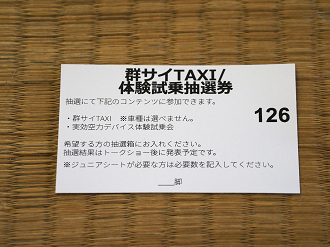 群サイTAXI/
体験試乗抽選券
抽選にて下記のコンテンツに参加できます。
126
・群サイTAXI　※車種は選べません。
・実効空力デバイス体験試乗会
希望する方の抽選箱にお入れください。
抽選結果はトークショー後に発表予定です。
※ジュニアシートが必要な方は必要数を記入してください。
___脚